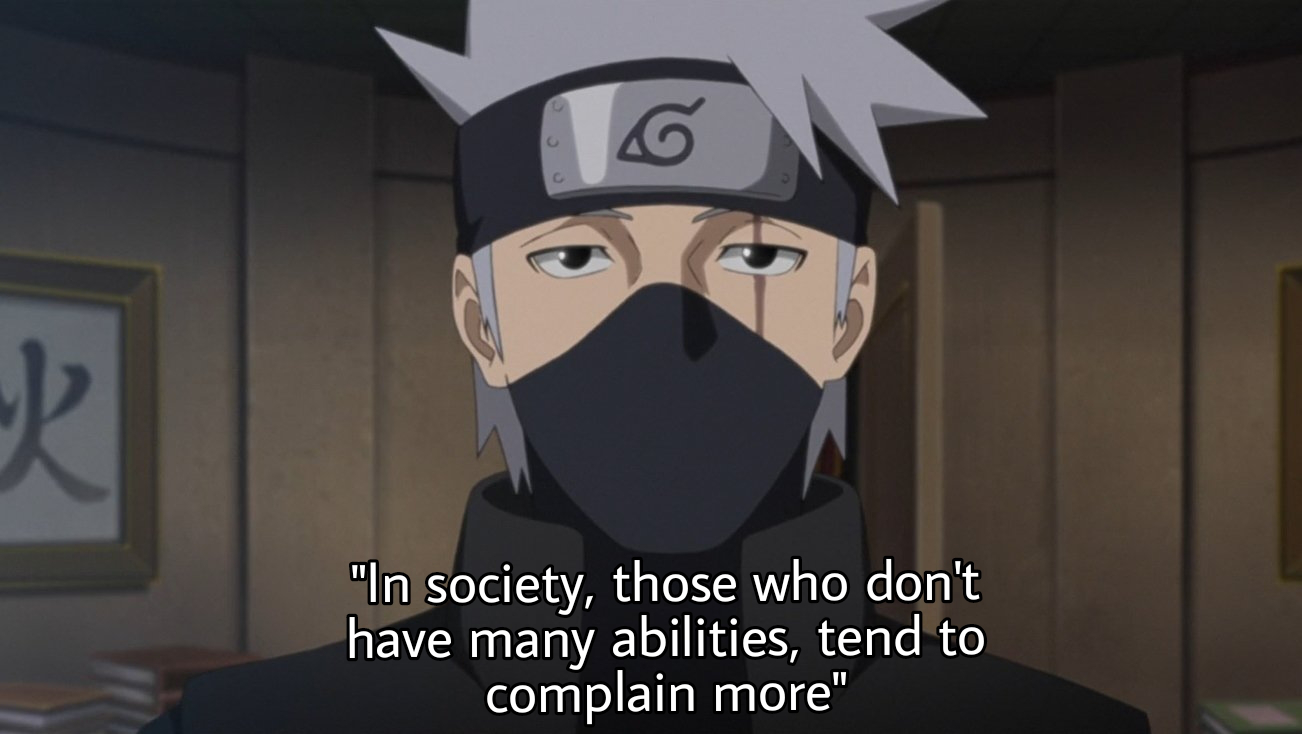 火
"In society, those who don't
have many abilities, tend to
complain more"